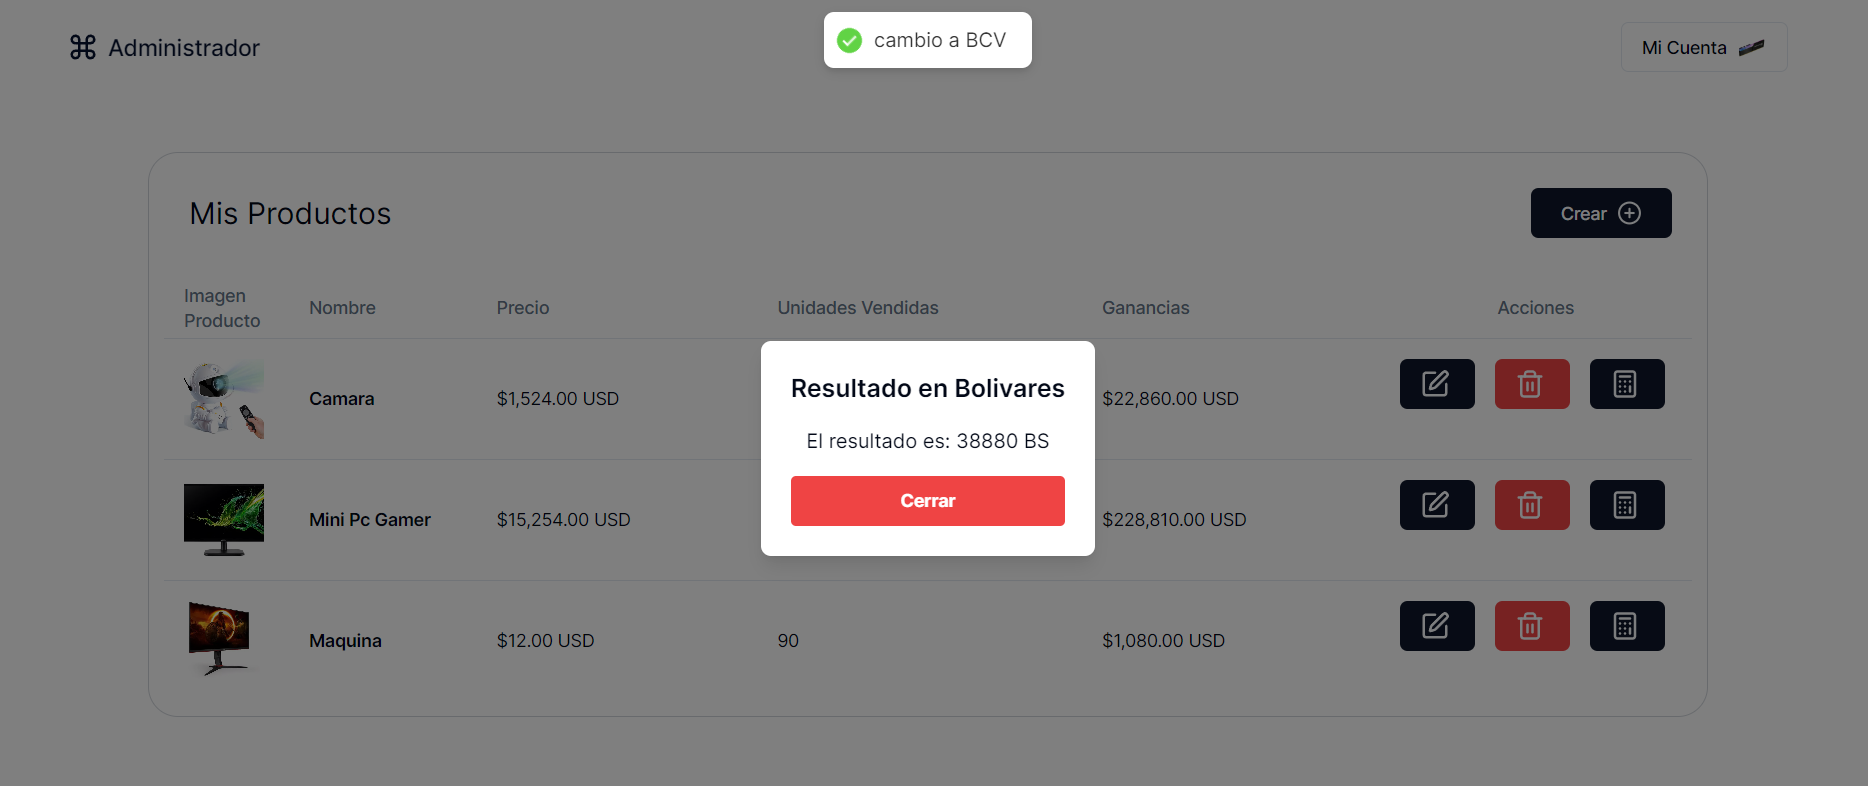 cambio a BCV
Administrador
Mi Cuenta
Mis Productos
Crear
Imagen
Producto
Nombre
Precio
Unidades Vendidas
Ganancias
Acciones
Camara
$1,524.00 USD
$22,860.00 USD
Resultado en Bolivares
El resultado es: 38880 BS
Cerrar
Mini Pc Gamer
$15,254.00 USD
$228,810.00 USD
Maquina
$12.00 USD
90
$1,080.00 USD